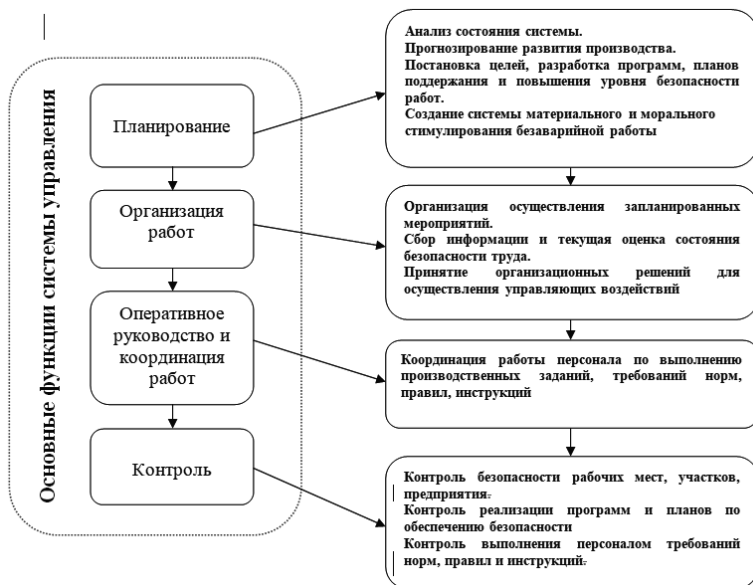 Основные функции системы управления
Планирование
Организация
работ
Оперативное
руководство и
координация
работ
Контроль
Анализ состояния системы.
Прогнозирование развития производства.
Постановка целей, разработка программ, планов
поддержания и повышения уровня безопасности
работ.
Создание системы материального и морального
стимулирования безаварийной работы
Организация осуществления запланированных
мероприятий.
Сбор информации и текущая оценка состояния
безопасности труда.
Принятие организационных решений для
осуществления управляющих воздействий
Координация работы персонала по выполнению
производственных заданий, требований норм,
правил, инструкций
Контроль безопасности рабочих мест, участков,
предприятия.
Контроль реализации программ и планов по
обеспечению безопасности
Контроль выполнения персоналом требований
норм, правил и инструкций.